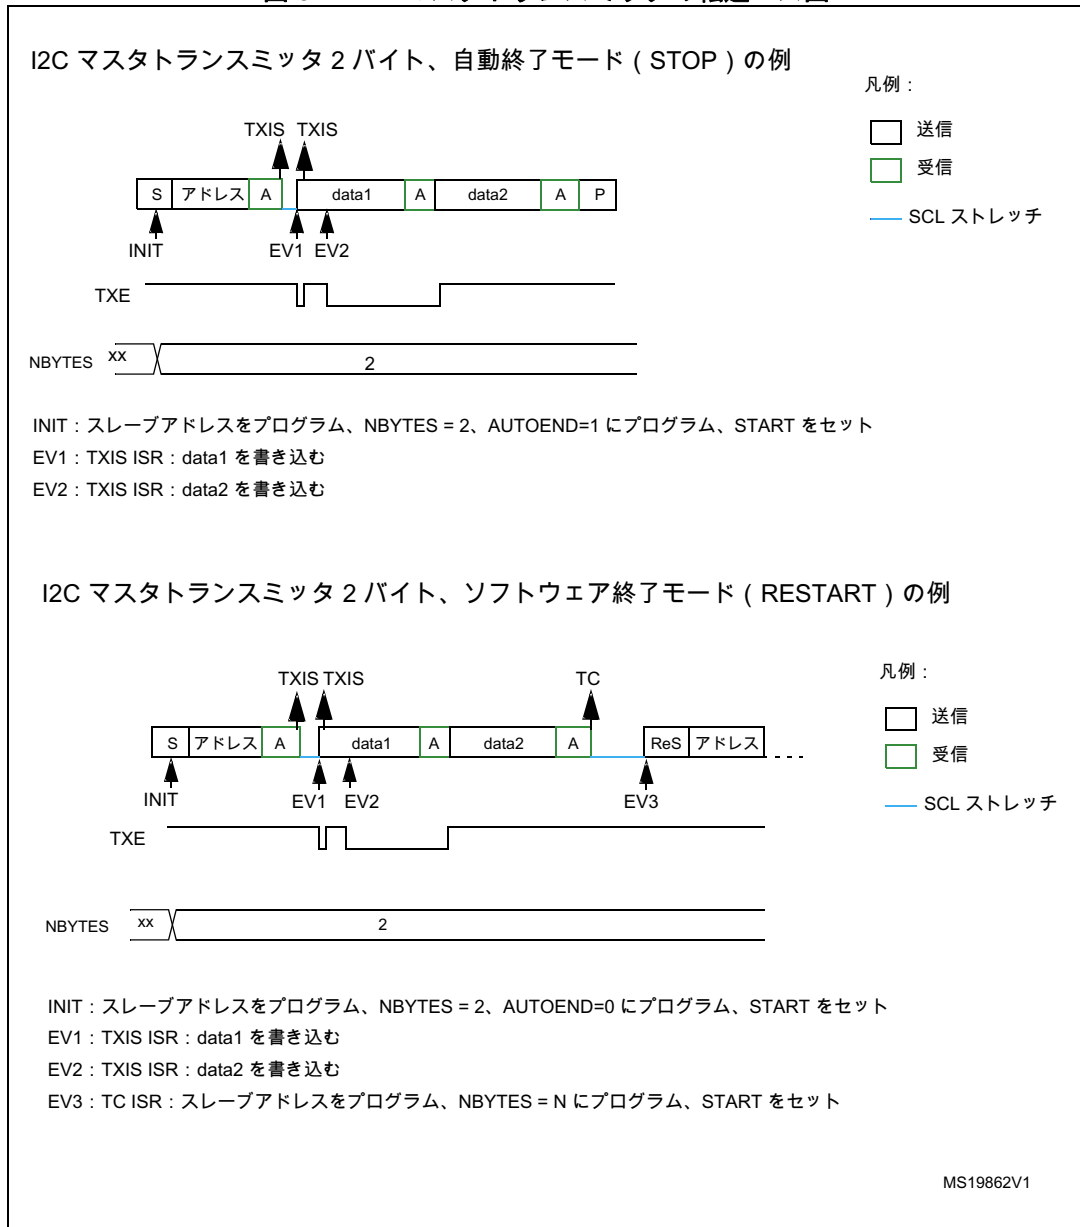 I2C マスタトランスミッタ 2 バイト、自動終了モード ( STOP ) の例
凡例 :
送信
受信
SCL ストレッチ
TXIS TXIS
S アドレス A data1 A data2 A P
INIT EV1 EV2
TXE
NBYTES xx 2
INIT : スレーブアドレスをプログラム、NBYTES = 2、AUTOEND=1 にプログラム、START をセット
EV1 : TXIS ISR : data1 を書き込む
EV2 : TXIS ISR : data2 を書き込む
I2C マスタトランスミッタ 2 バイト、ソフトウェア終了モード ( RESTART ) の例
凡例 :
送信
受信
SCL ストレッチ
TXIS TXIS TC
S アドレス A data1 A data2 A ReS アドレス
INIT EV1 EV2 EV3
TXE
NBYTES xx 2
INIT : スレーブアドレスをプログラム、NBYTES = 2、AUTOEND=0 にプログラム、START をセット
EV1 : TXIS ISR : data1 を書き込む
EV2 : TXIS ISR : data2 を書き込む
EV3 : TC ISR : スレーブアドレスをプログラム、NBYTES = N にプログラム、START をセット
MS19862V1